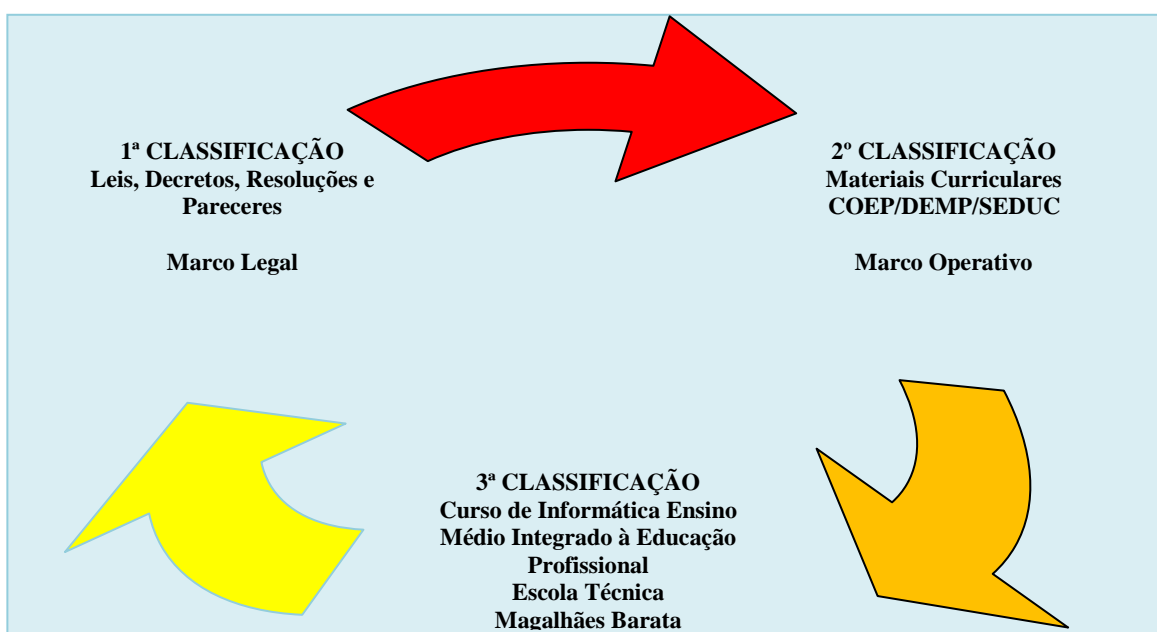 1ª CLASSIFICAÇÃO
Leis, Decretos, Resoluções e
Pareceres
Marco Legal
2º CLASSIFICAÇÃO
Materiais Curriculares
COEP/DEMP/SEDUC
Marco Operativo
3ª CLASSIFICAÇÃO
Curso de Informática Ensino
Médio Integrado à Educação
Profissional
Escola Técnica
Magalhães Barata